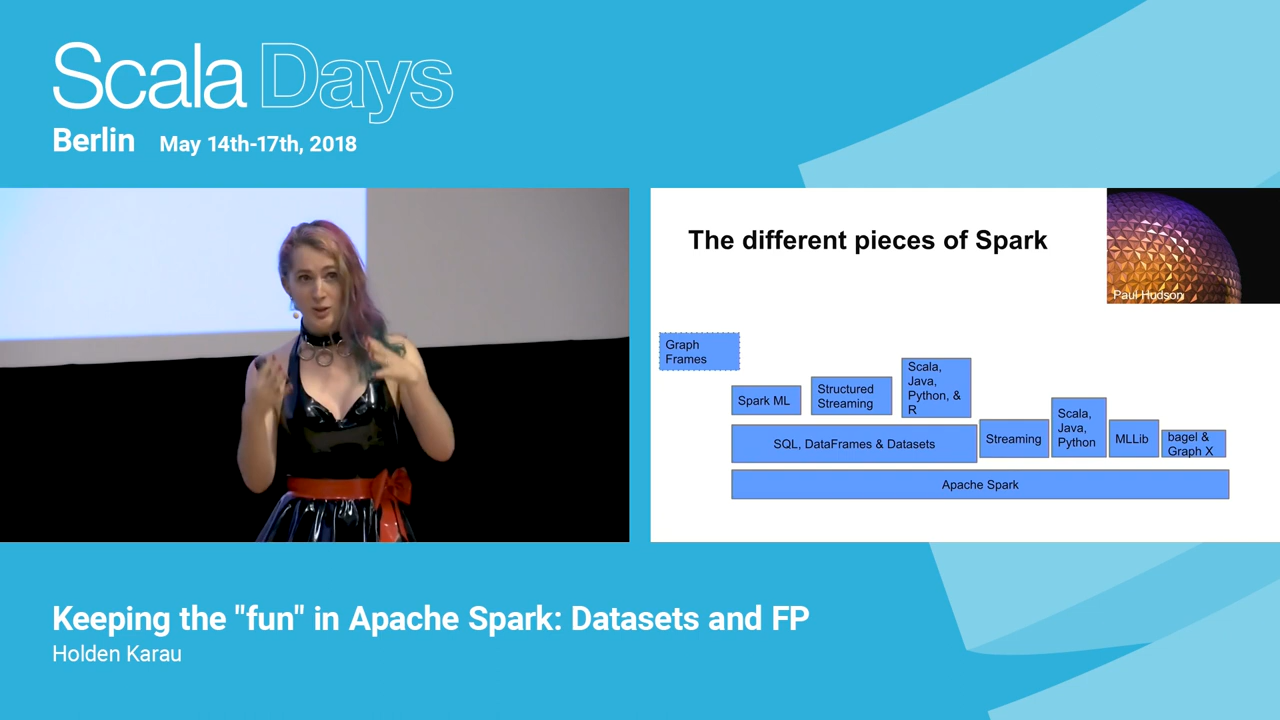 Scala Days
Berlin May 14th-17th, 2018
The different pieces of Spark
Paul Hudson
Graph
Frames
Spark ML
Structured
Streaming
Scala,
Java,
Python, &
R
SQL, DataFrames & Datasets
Streaming
Scala,
Java,
Python
MLLib
bagel &
Graph X
Apache Spark
Keeping the "fun" in Apache Spark: Datasets and FP
Holden Karau